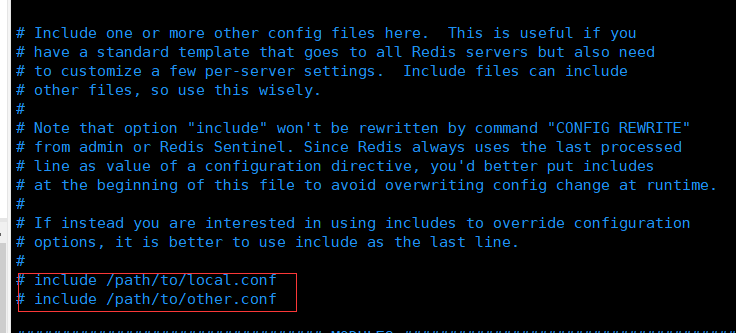 # Include one or more other config files here.  This is useful if you
# have a standard template that goes to all Redis servers but also need
# to customize a few per-server settings.  Include files can include
# other files, so use this wisely.
#
# Note that option "include" won't be rewritten by command "CONFIG REWRITE"
# from admin or Redis Sentinel. Since Redis always uses the last processed
# line as value of a configuration directive, you'd better put includes
# at the beginning of this file to avoid overwriting config change at runtime.
#
# If instead you are interested in using includes to override configuration
# options, it is better to use include as the last line.
#
# include /path/to/local.conf
# include /path/to/other.conf